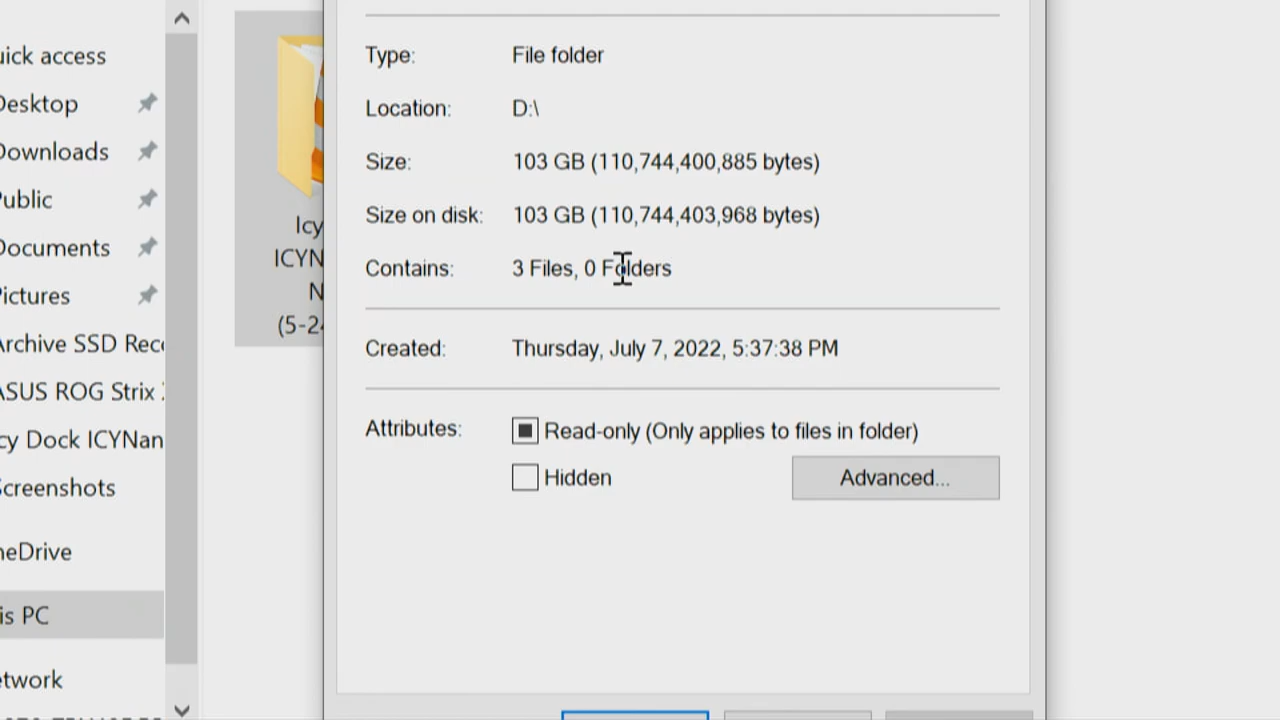 uick access
Desktop
Downloads
Public
Documents
Pictures
Archive SSD Rec
ASUS ROG Strix
cy Dock ICYNan
Screenshots
neDrive
is PC
etwork
Icy
ICYN
N
(5-24
Type: File folder
Location: D:\
Size: 103 GB (110,744,400,885 bytes)
Size on disk: 103 GB (110,744,403,968 bytes)
Contains: 3 Files, 0 Folders
Created: Thursday, July 7, 2022, 5:37:38 PM
Attributes: Read-only (Only applies to files in folder)
Hidden
Advanced...